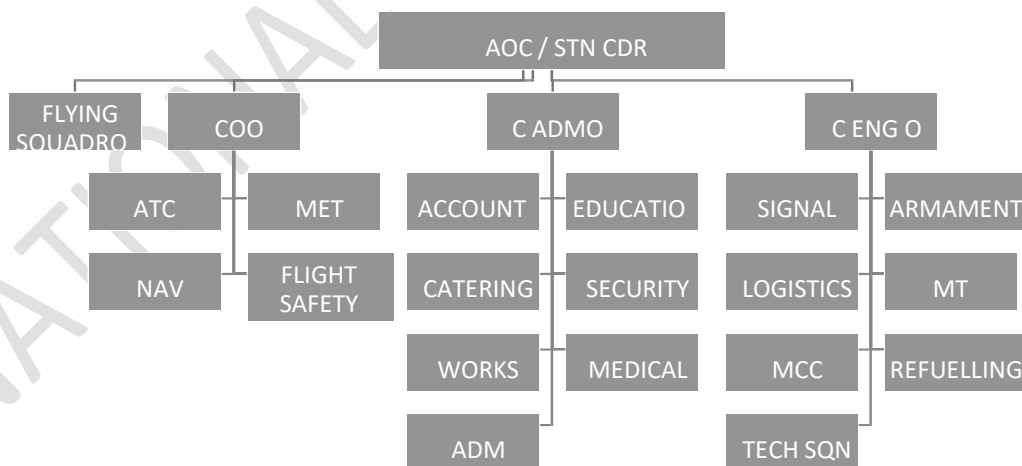 AOC / STN CDR
FLYING
SQUADRO
COO
C ADMO
C ENG O
ATC
MET
ACCOUNT
EDUCATIO
SIGNAL
ARMAMENT
NAV
FLIGHT
SAFETY
CATERING
SECURITY
LOGISTICS
MT
WORKS
MEDICAL
MCC
REFUELLING
ADM
TECH SQN
NATIONAL